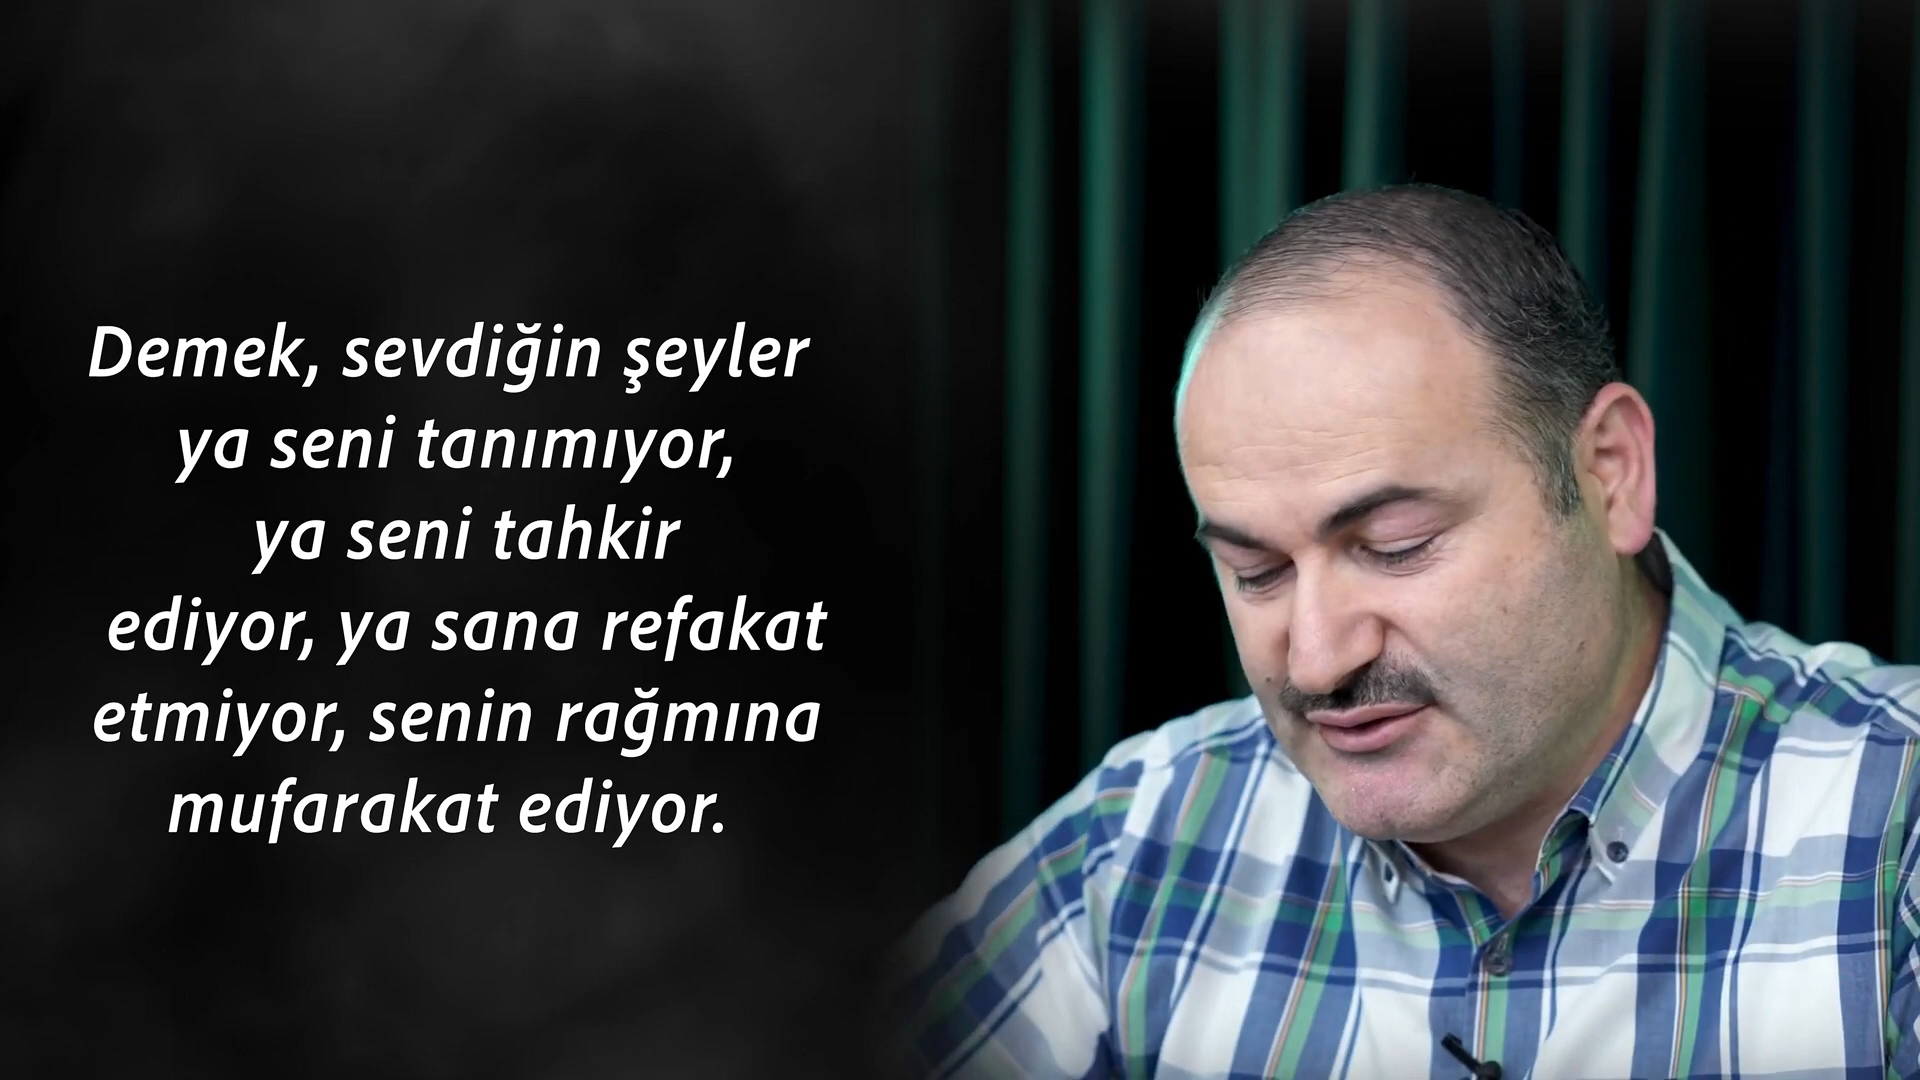 Demek, sevdiğin şeyler
ya seni tanımıyor,
ya seni tahkir
ediyor, ya sana refakat
etmiyor, senin rağmına
mufarakat ediyor.